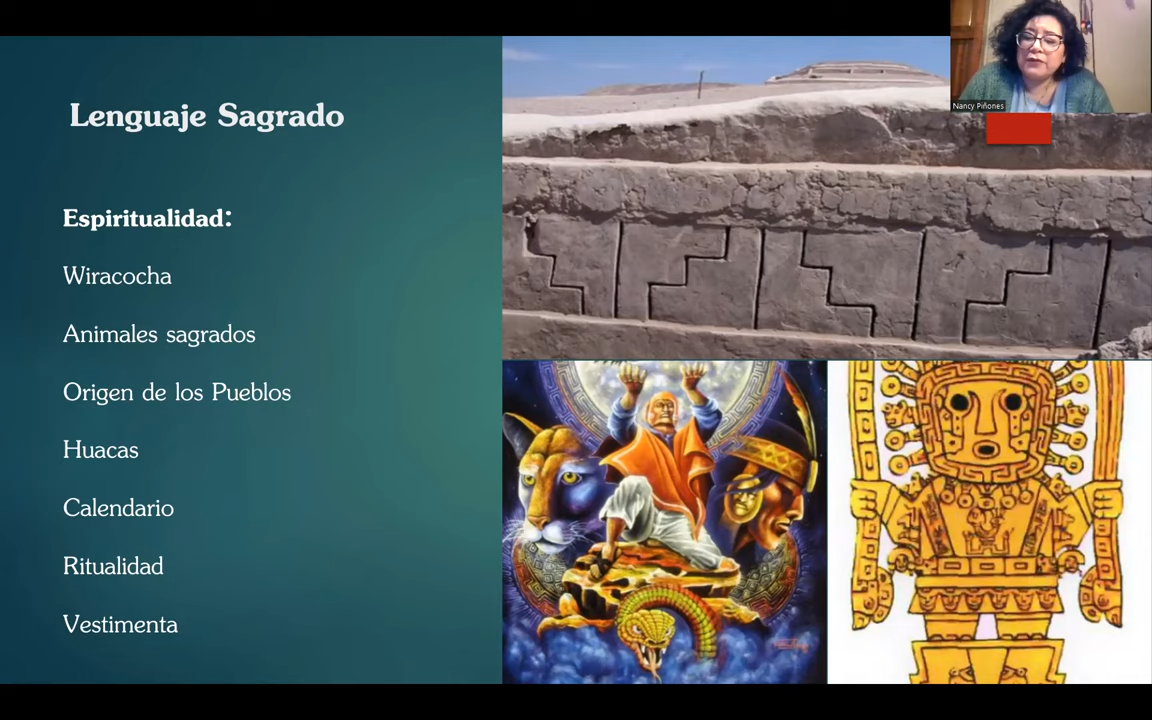 Lenguaje Sagrado
Nancy Piñones
Espiritualidad:
Wiracocha
Animales sagrados
Origen de los Pueblos
Huacas
Calendario
Ritualidad
Vestimenta